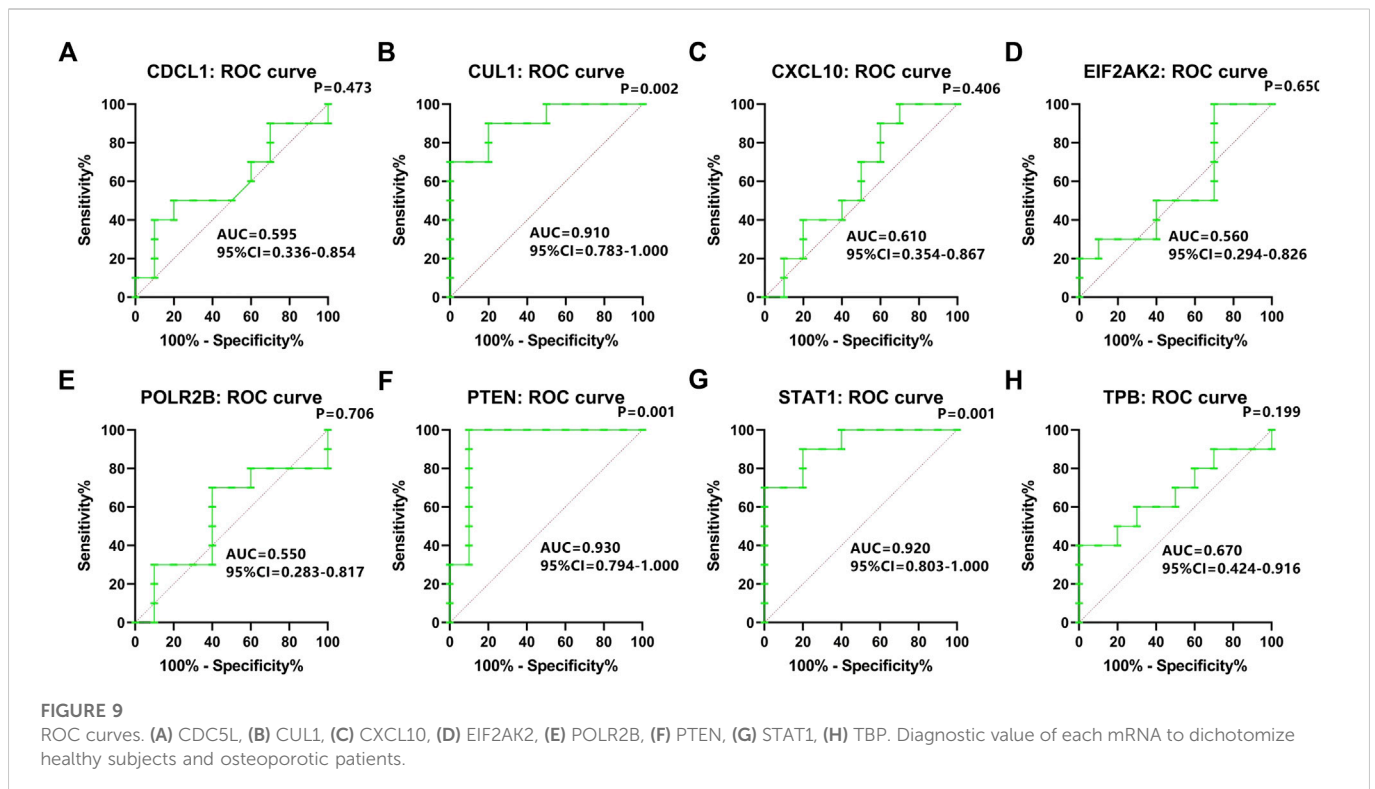 A
CDCL1: ROC curve
P=0.473
Sensitivity%
100
80
60
40
20
0
AUC=0.595
95%CI=0.336-0.854
0 20 40 60 80 100
100% - Specificity%
B
CUL1: ROC curve
P=0.002
Sensitivity%
100
80
60
40
20
0
AUC=0.910
95%CI=0.783-1.000
0 20 40 60 80 100
100% - Specificity%
C
CXCL10: ROC curve
P=0.406
Sensitivity%
100
80
60
40
20
0
AUC=0.610
95%CI=0.354-0.867
0 20 40 60 80 100
100% - Specificity%
D
EIF2AK2: ROC curve
P=0.650
Sensitivity%
100
80
60
40
20
0
AUC=0.560
95%CI=0.294-0.826
0 20 40 60 80 100
100% - Specificity%
E
POLR2B: ROC curve
P=0.706
Sensitivity%
100
80
60
40
20
0
AUC=0.550
95%CI=0.283-0.817
0 20 40 60 80 100
100% - Specificity%
F
PTEN: ROC curve
P=0.001
Sensitivity%
100
80
60
40
20
0
AUC=0.930
95%CI=0.794-1.000
0 20 40 60 80 100
100% - Specificity%
G
STAT1: ROC curve
P=0.001
Sensitivity%
100
80
60
40
20
0
AUC=0.920
95%CI=0.803-1.000
0 20 40 60 80 100
100% - Specificity%
H
TPB: ROC curve
P=0.199
Sensitivity%
100
80
60
40
20
0
AUC=0.670
95%CI=0.424-0.916
0 20 40 60 80 100
100% - Specificity%
FIGURE 9
ROC curves. (A) CDC5L, (B) CUL1, (C) CXCL10, (D) EIF2AK2, (E) POLR2B, (F) PTEN, (G) STAT1, (H) TBP. Diagnostic value of each mRNA to dichotomize
healthy subjects and osteoporotic patients.